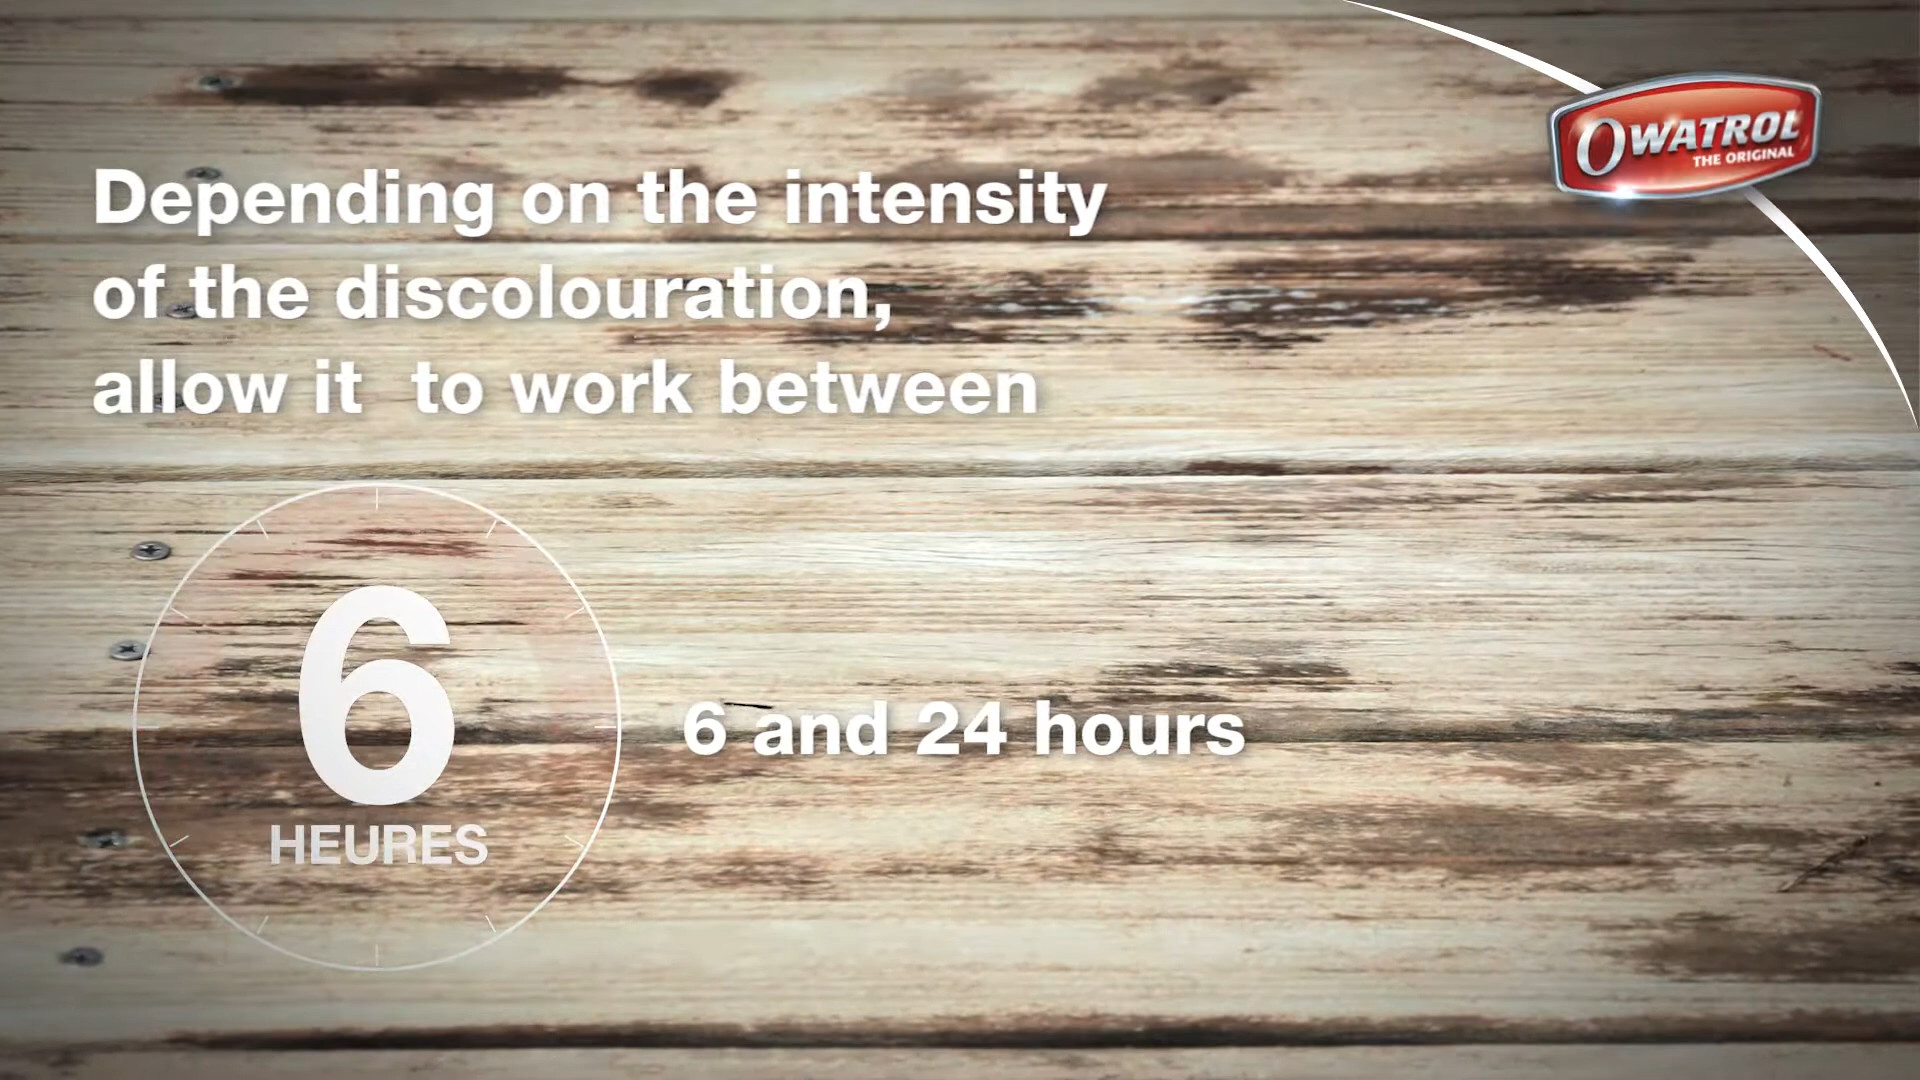 OWATROL
THE ORIGINAL
Depending on the intensity
of the discolouration,
allow it  to work between
6
HEURES
6 and 24 hours